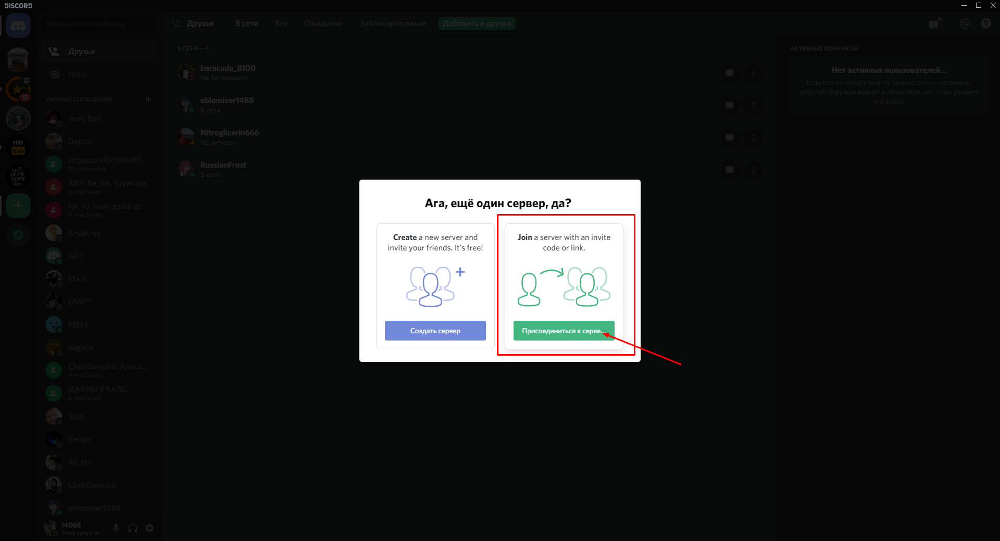 DISCORD
Найти или начать беседу
Друзья
В сети
Все
Ожидание
Заблокированные
Добавить в друзья
Друзья
Nitro
ЛИЧНЫЕ СООБЩЕНИЯ
Jerry Burr
Dep1sh
Игрища НО НИКИТ...
10 участников
ART, Re_lox, KryaKrya
4 участника
fak yu rusan game gt...
4 участника
KryaKrya
ART
Maxi
OWI™
MEE6
bagach
ChekGuevara, Алиш...
4 участника
ДАУНЫ В КАЭС
2 участника
Stad
Kenya
Re_lox
ChekGuevara
eblomixer1488
i4065
Хочу суку с ж...
15
HW
hub
В СЕТИ — 4
baracuda_8100
Не беспокоить
eblomixer1488
В сети
Nitroglicerin666
Не активен
RussianFrost
В сети
Ага, ещё один сервер, да?
Create a new server and
invite your friends. It's free!
Создать сервер
Join a server with an invite
code or link.
Присоединиться к серве...
АКТИВНЫЕ КОНТАКТЫ
Нет активных пользователей...
Если кто-то начнёт чем-то заниматься — например,
запустит игру или войдёт в голосовой чат, — вы увидите
это здесь.